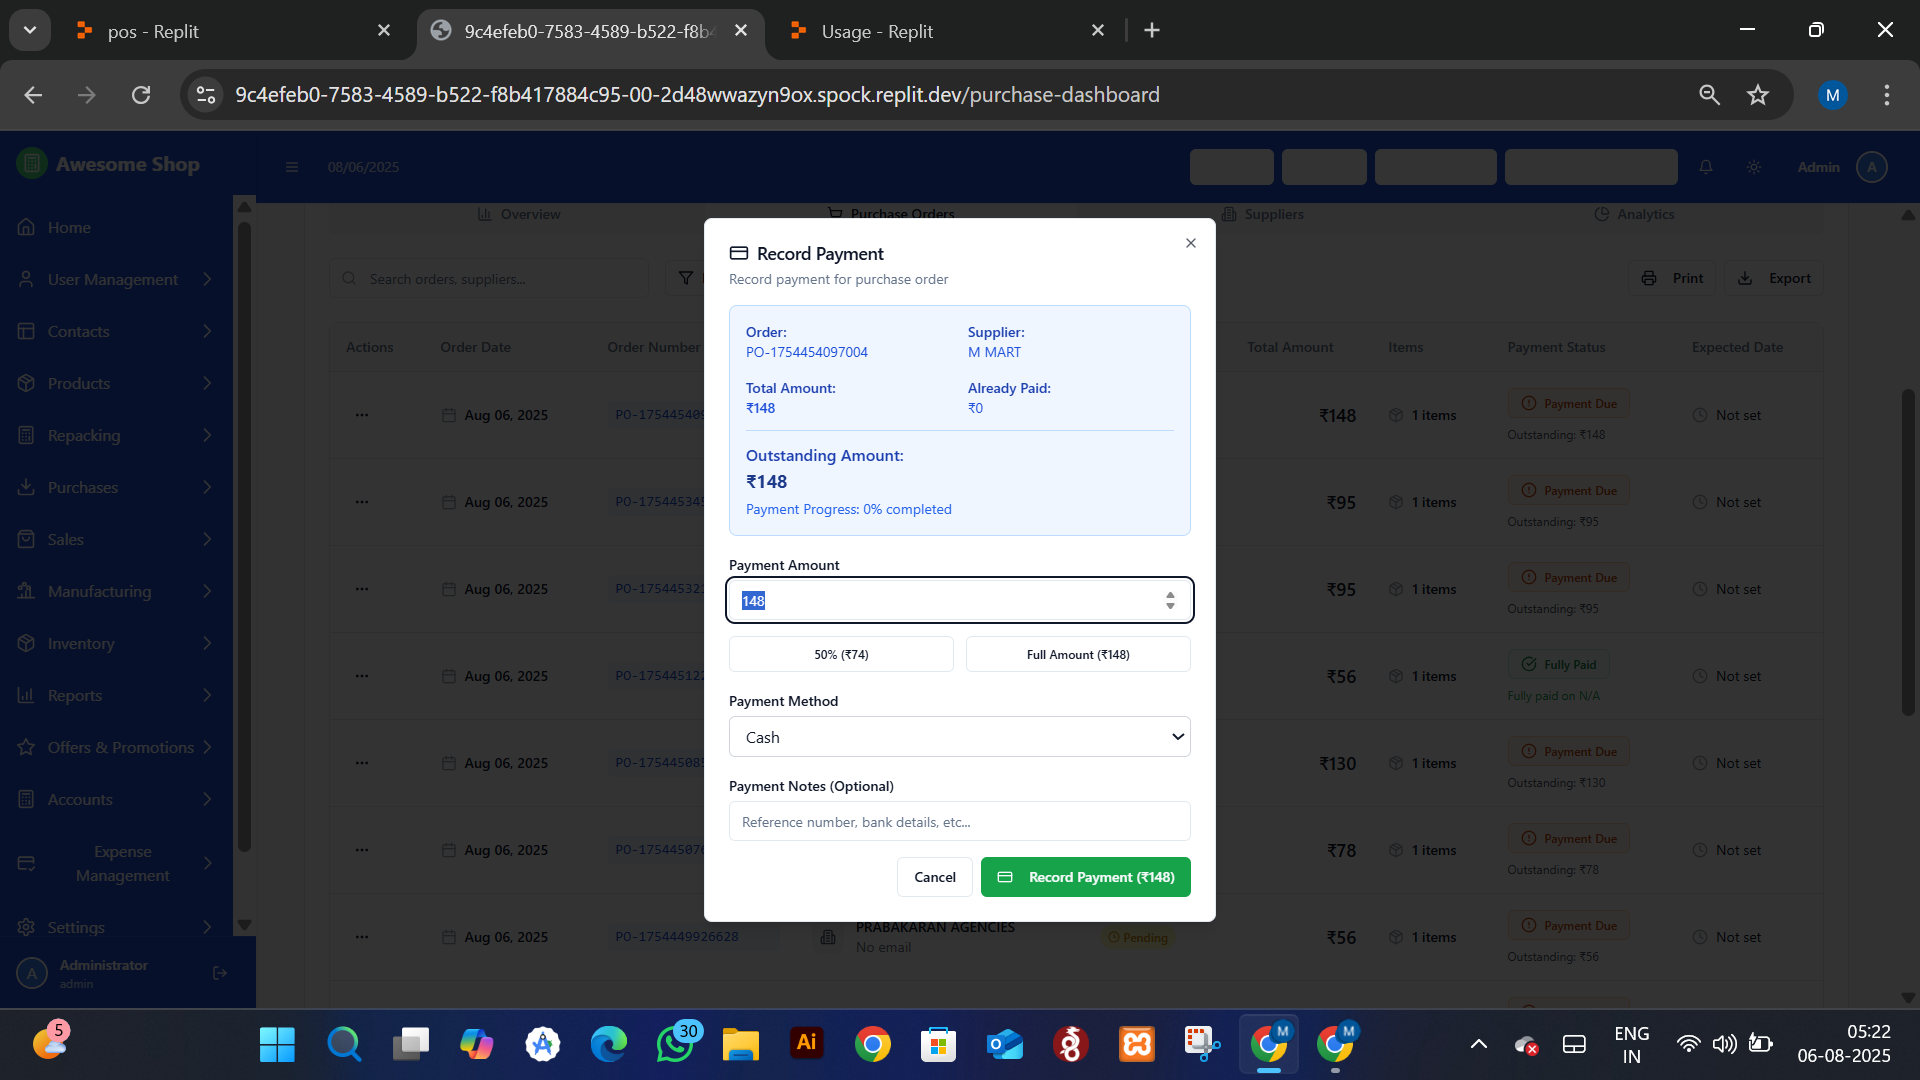 pos - Replit
9c4efeb0-7583-4589-b522-f8b4
Usage - Replit
9c4efeb0-7583-4589-b522-f8b417884c95-00-2d48wwazyn9ox.spock.replit.dev/purchase-dashboard
M
Awesome Shop
08/06/2025
Admin
A
Home
User Management
Contacts
Products
Repacking
Purchases
Sales
Manufacturing
Inventory
Reports
Offers & Promotions
Accounts
Expense
Management
Settings
A
Administrator
admin
Overview
Purchase Orders
Suppliers
Analytics
Search orders, suppliers...
Print
Export
Actions
Order Date
Order Number
Total Amount
Items
Payment Status
Expected Date
Aug 06, 2025
PO-175445409
₹148
1 items
Payment Due
Outstanding: ₹148
Not set
Aug 06, 2025
PO-175445345
₹95
1 items
Payment Due
Outstanding: ₹95
Not set
Aug 06, 2025
PO-175445321
₹95
1 items
Payment Due
Outstanding: ₹95
Not set
Aug 06, 2025
PO-175445122
₹56
1 items
Fully Paid
Fully paid on N/A
Not set
Aug 06, 2025
PO-175445085
₹130
1 items
Payment Due
Outstanding: ₹130
Not set
Aug 06, 2025
PO-175445076
₹78
1 items
Payment Due
Outstanding: ₹78
Not set
Aug 06, 2025
PO-1754449926628
PRABAKARAN AGENCIES
No email
Pending
₹56
1 items
Payment Due
Outstanding: ₹56
Not set
Record Payment
Record payment for purchase order
Order:
PO-1754454097004
Supplier:
M MART
Total Amount:
₹148
Already Paid:
₹0
Outstanding Amount:
₹148
Payment Progress: 0% completed
Payment Amount
148
50% (₹74)
Full Amount (₹148)
Payment Method
Cash
Payment Notes (Optional)
Reference number, bank details, etc...
Cancel
Record Payment (₹148)
5
30
Ai
M
M
ENG
IN
05:22
06-08-2025